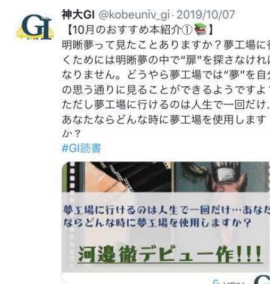 神大GI @kobeuniv_gi · 2019/10/07
【10月のおすすめ本紹介①📚】
明晰夢って見たことありますか？夢工場に
くためには明晰夢の中で“扉”を探さなければ
なりません。どうやら夢工場では“夢”を自分
の思う通りに見ることができるようですよ
ただし夢工場に行けるのは人生で一回だけ.
あなたならどんな時に夢工場を使用します
か？
#GI読書
夢工場に行けるのは人生で一回だけ…あなた
ならどんな時に夢工場を使用しますか？
河邉徹デビュー作!!!